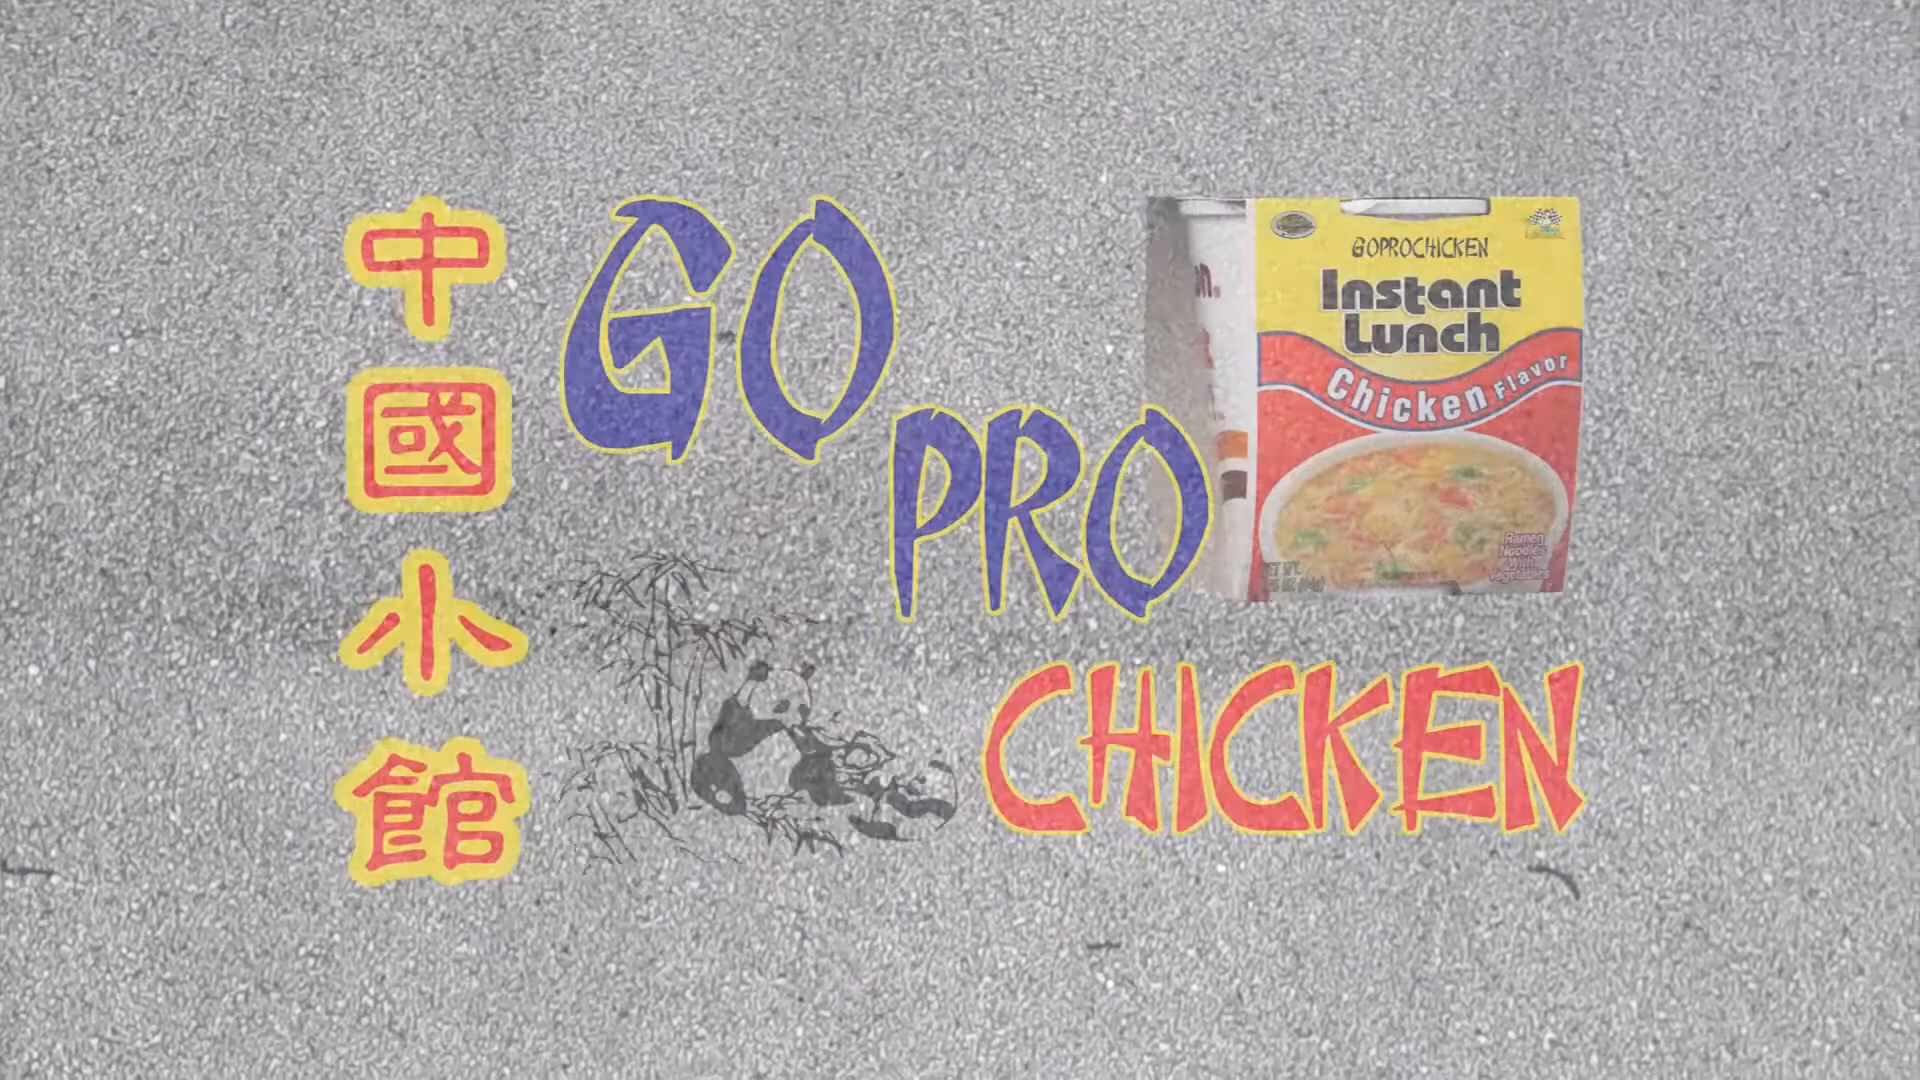 中國小館
GO
PRO
CHICKEN
GOPROCHICKEN
Instant
Lunch
Chicken Flavor
Ramen
Noodles
With
Vegetables